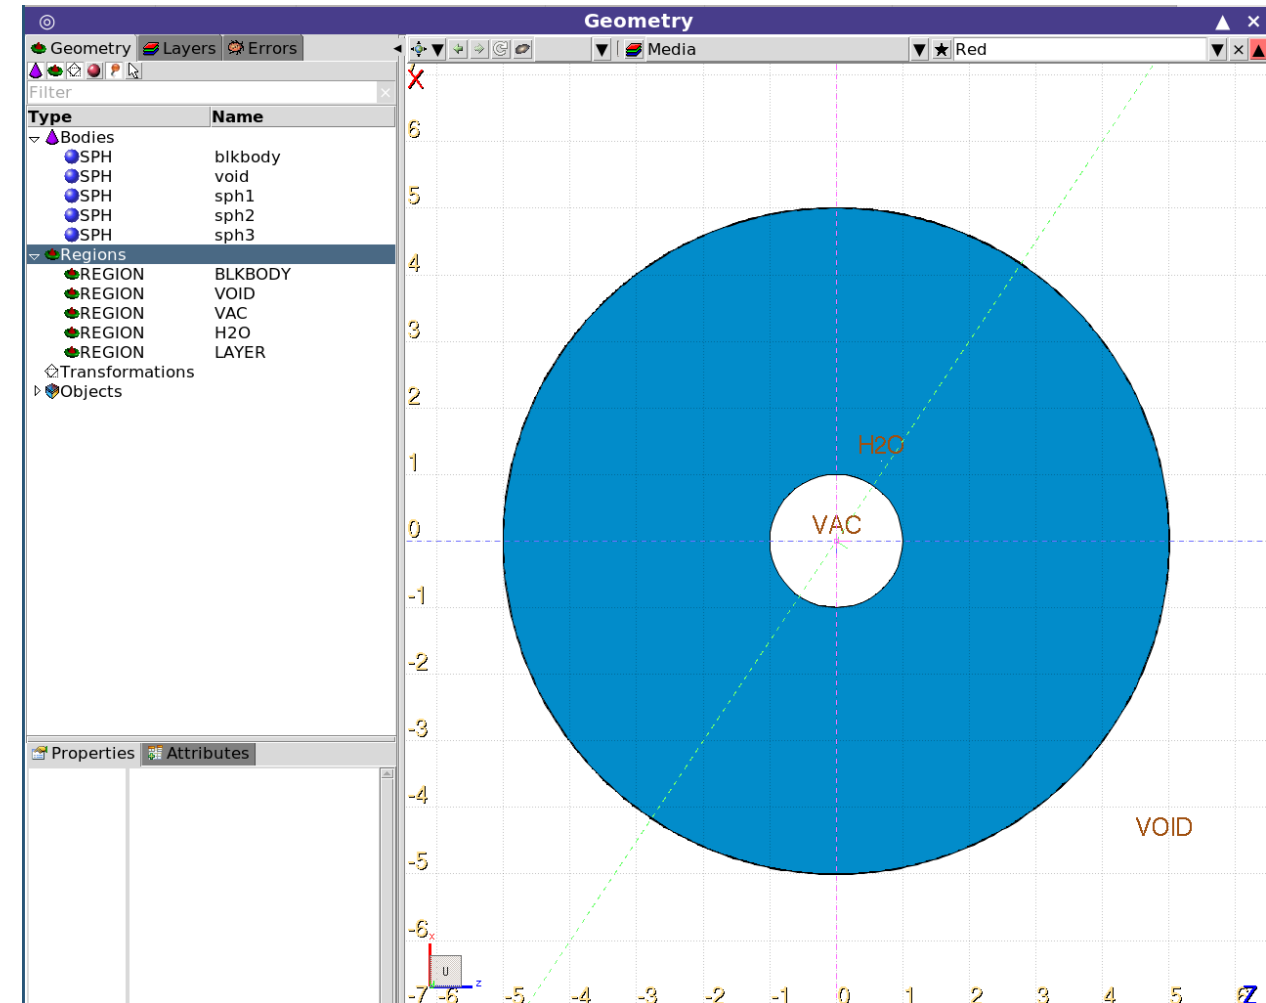 Geometry
Geometry Layers Errors
Media Red
Filter
Type Name
Bodies
SPH blkbody
SPH void
SPH sph1
SPH sph2
SPH sph3
Regions
REGION BLKBODY
REGION VOID
REGION VAC
REGION H2O
REGION LAYER
Transformations
Objects
Properties Attributes
X
6
5
4
3
2
1
0
-1
-2
-3
-4
-5
-6
-7
H2O
VAC
VOID
x
U
z
-6 -5 -4 -3 -2 -1 0 1 2 3 4 5 6
Z